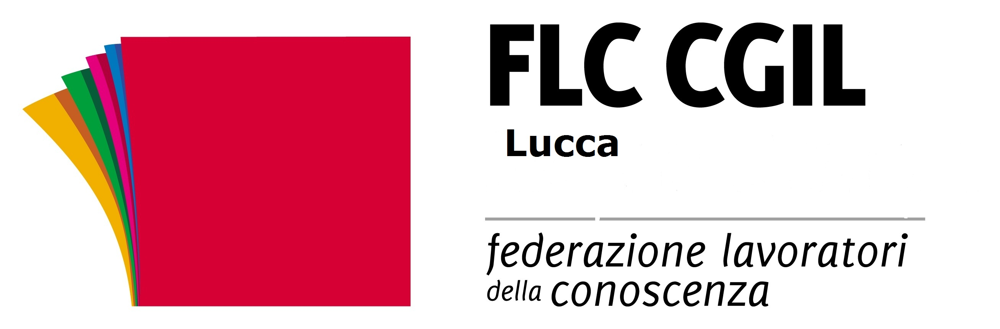 FLC CGIL
Lucca
federazione lavoratori
della conoscenza